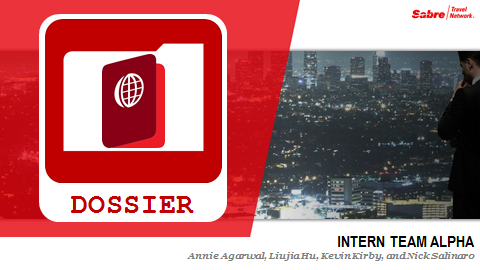 Sabre Travel Network.
DOSSIER
INTERN TEAM ALPHA
Annie Agarwal, Liujia Hu, Kevin Kirby, and Nick Salinaro